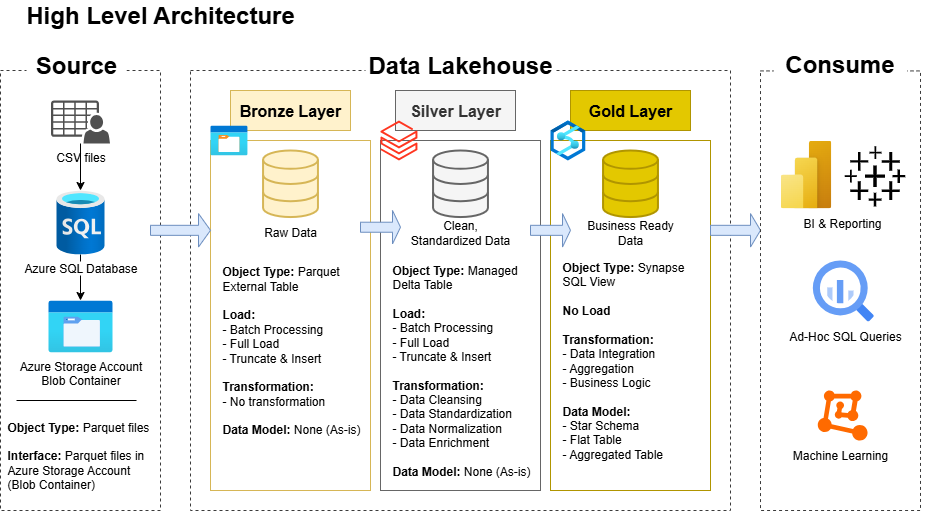 High Level Architecture
Source
CSV files
SQL
Azure SQL Database
Azure Storage Account
Blob Container
Object Type: Parquet files
Interface: Parquet files in
Azure Storage Account
(Blob Container)
Data Lakehouse
Bronze Layer
Raw Data
Object Type: Parquet
External Table
Load:
- Batch Processing
- Full Load
- Truncate & Insert
Transformation:
- No transformation
Data Model: None (As-is)
Silver Layer
Clean,
Standardized Data
Object Type: Managed
Delta Table
Load:
- Batch Processing
- Full Load
- Truncate & Insert
Transformation:
- Data Cleansing
- Data Standardization
- Data Normalization
- Data Enrichment
Data Model: None (As-is)
Gold Layer
Business Ready
Data
Object Type: Synapse
SQL View
No Load
Transformation:
- Data Integration
- Aggregation
- Business Logic
Data Model:
- Star Schema
- Flat Table
- Aggregated Table
Consume
BI & Reporting
Ad-Hoc SQL Queries
Machine Learning